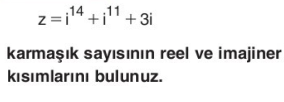 z = i¹⁴ + i¹¹ + 3i
karmaşık sayısının reel ve imajiner
kısımlarını bulunuz.